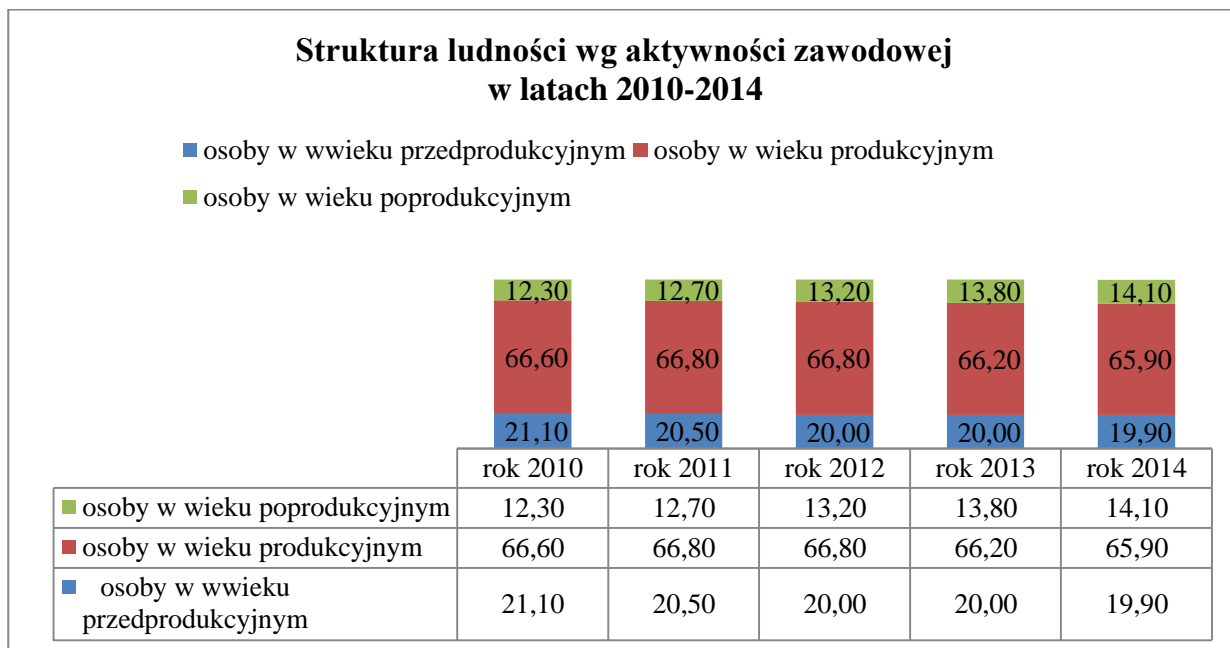 Struktura ludności wg aktywności zawodowej
w latach 2010-2014
osoby w wwieku przedprodukcyjnym osoby w wieku produkcyjnym
osoby w wieku poprodukcyjnym
12,30 12,70 13,20 13,80 14,10
66,60 66,80 66,80 66,20 65,90
21,10 20,50 20,00 20,00 19,90
rok 2010 rok 2011 rok 2012 rok 2013 rok 2014
osoby w wieku poprodukcyjnym 12,30 12,70 13,20 13,80 14,10
osoby w wieku produkcyjnym 66,60 66,80 66,80 66,20 65,90
osoby w wwieku
przedprodukcyjnym 21,10 20,50 20,00 20,00 19,90